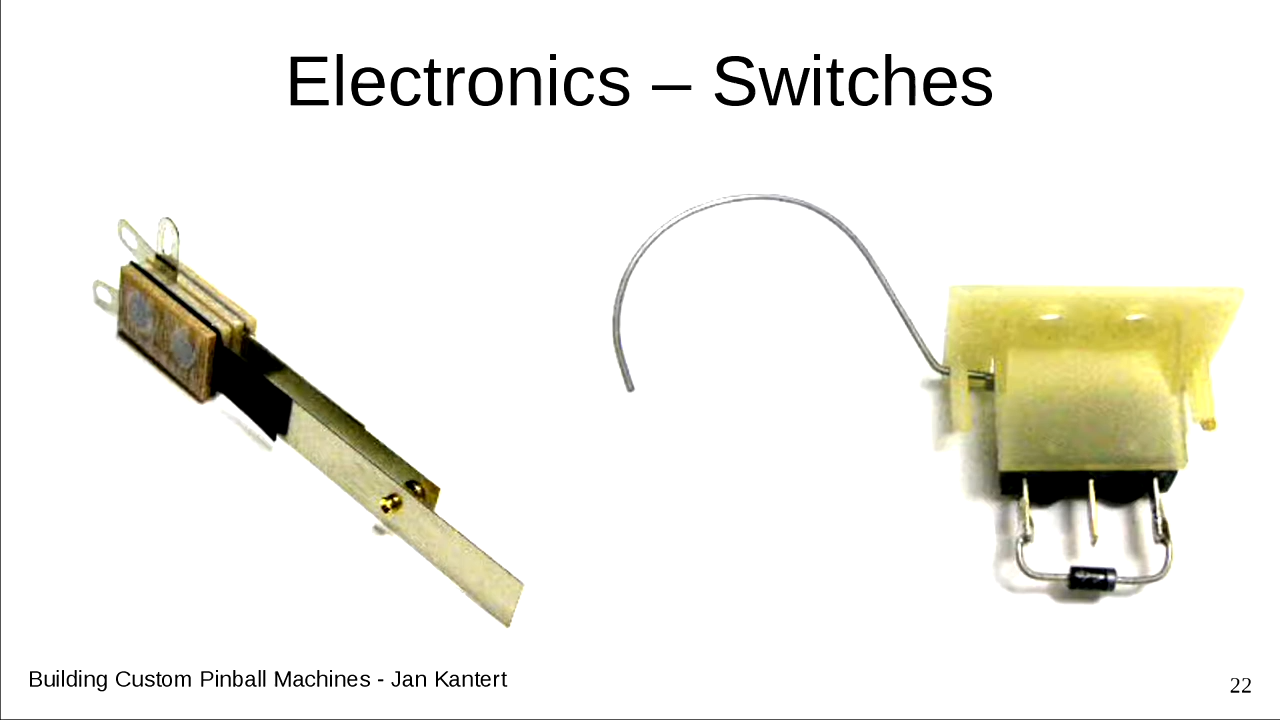 Electronics – Switches
Building Custom Pinball Machines - Jan Kantert
22